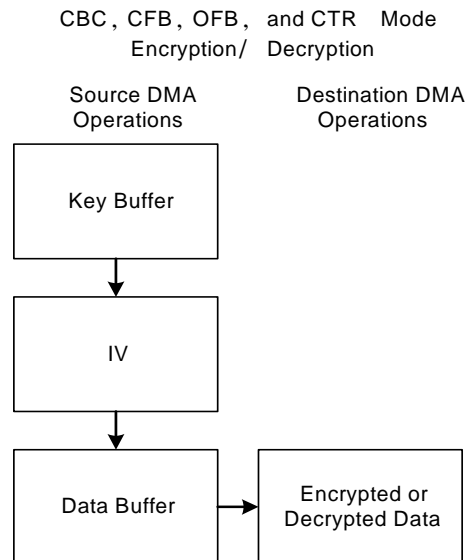 CBC, CFB, OFB, and CTR Mode
Encryption/ Decryption
Source DMA
Operations
Destination DMA
Operations
Key Buffer
IV
Data Buffer
Encrypted or
Decrypted Data